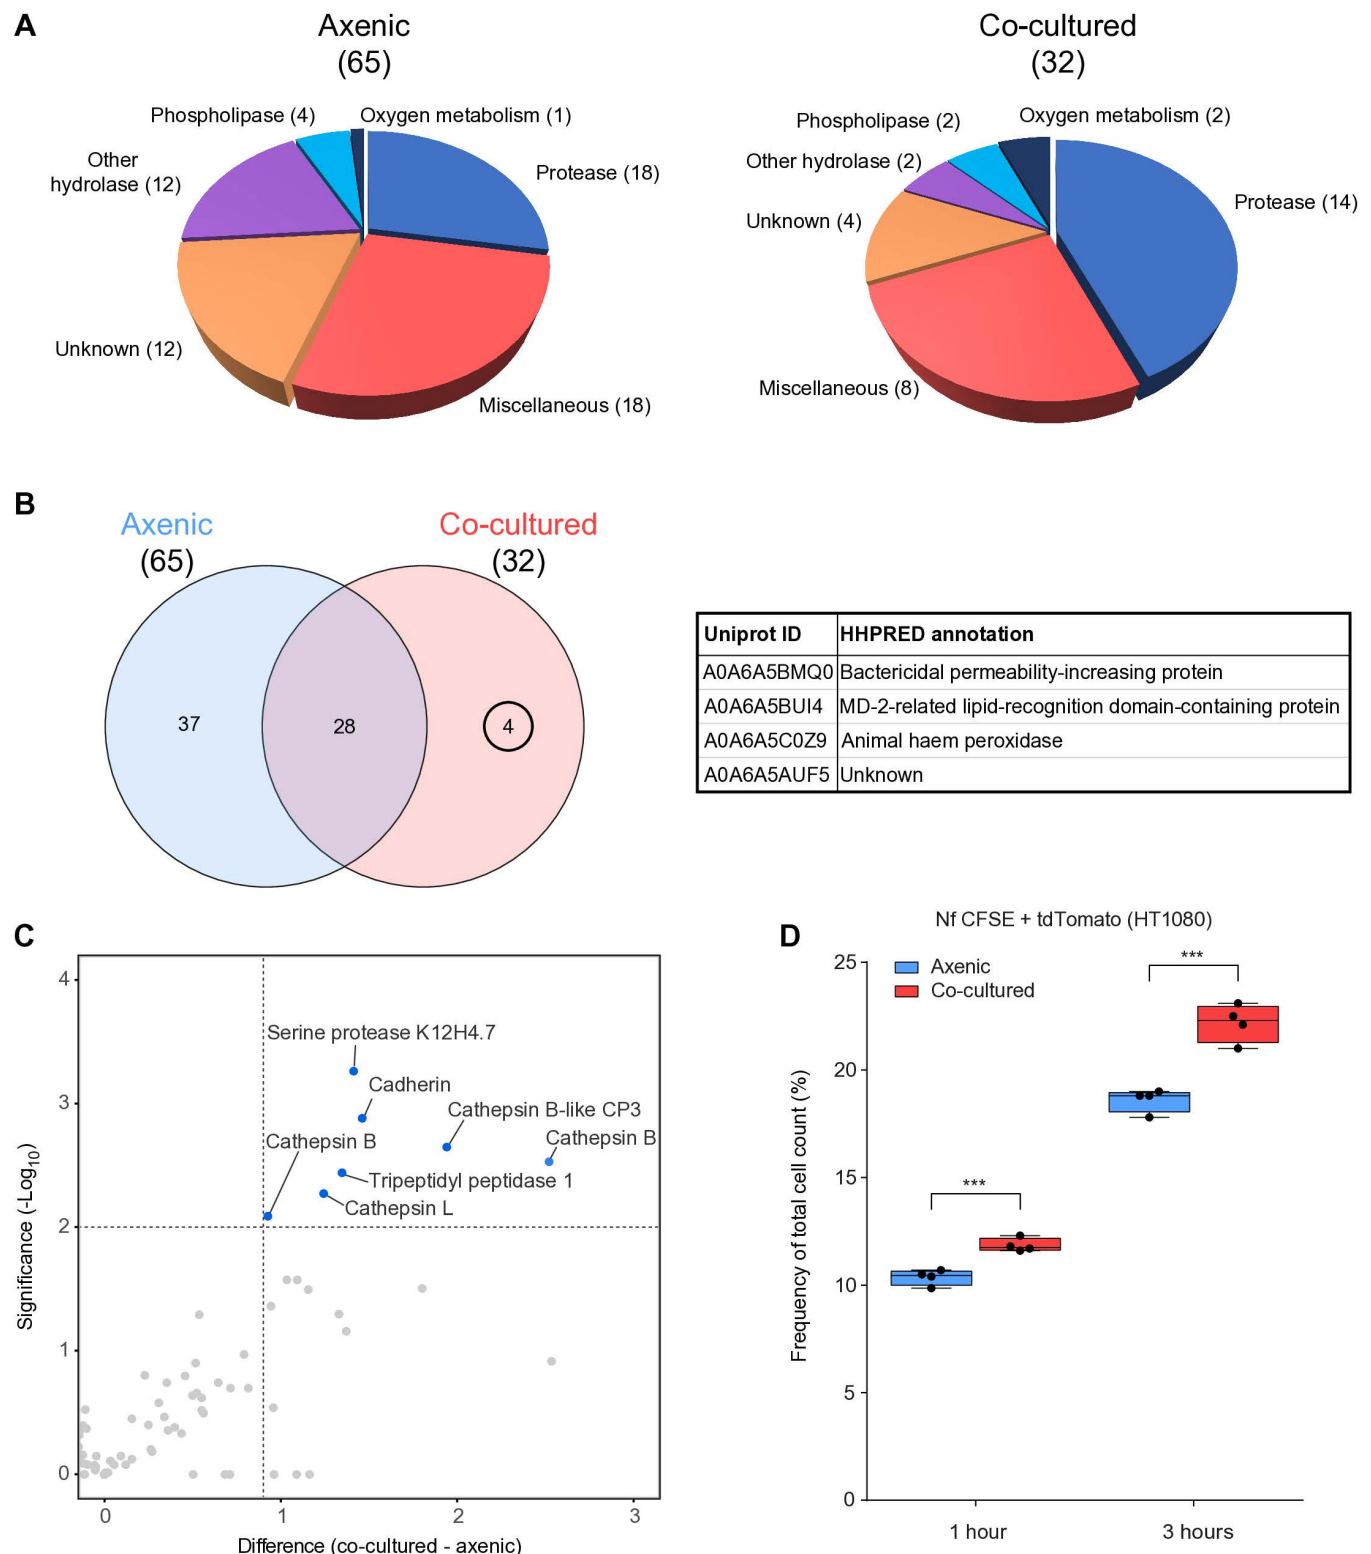 A
Axenic
(65)
Phospholipase (4)
Oxygen metabolism (1)
Other
hydrolase (12)
Protease (18)
Unknown (12)
Miscellaneous (18)
Co-cultured
(32)
Oxygen metabolism (2)
Phospholipase (2)
Other hydrolase (2)
Unknown (4)
Protease (14)
Miscellaneous (8)
B
Axenic
(65)
Co-cultured
(32)
37
28
4
Uniprot ID HHPRED annotation
A0A6A5BMQ0 Bactericidal permeability-increasing protein
A0A6A5BUI4 MD-2-related lipid-recognition domain-containing protein
A0A6A5C0Z9 Animal haem peroxidase
A0A6A5AUF5 Unknown
C
Significance (-Log10)
4
3
2
1
0
Serine protease K12H4.7
Cadherin
Cathepsin B-like CP3
Cathepsin B
Cathepsin B
Tripeptidyl peptidase 1
Cathepsin L
0 1 2 3
Difference (co-cultured - axenic)
D
Nf CFSE + tdTomato (HT1080)
Axenic
Co-cultured
Frequency of total cell count (%)
25
20
15
10
5
0
***
***
1 hour 3 hours